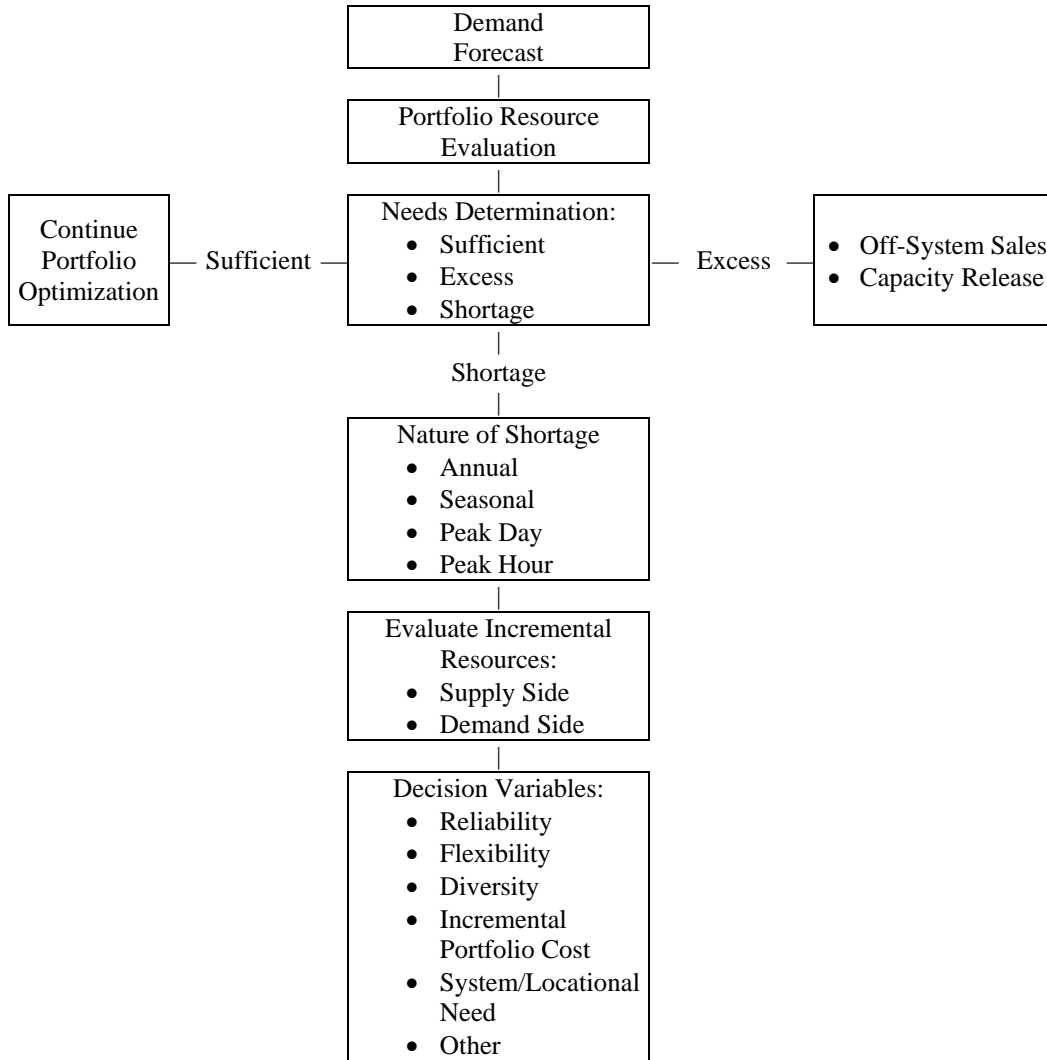 Demand
Forecast
Portfolio Resource
Evaluation
Continue
Portfolio
Optimization
Sufficient
Needs Determination:
• Sufficient
• Excess
• Shortage
Excess
• Off-System Sales
• Capacity Release
Shortage
Nature of Shortage
• Annual
• Seasonal
• Peak Day
• Peak Hour
Evaluate Incremental
Resources:
• Supply Side
• Demand Side
Decision Variables:
• Reliability
• Flexibility
• Diversity
• Incremental
Portfolio Cost
• System/Locational
Need
• Other